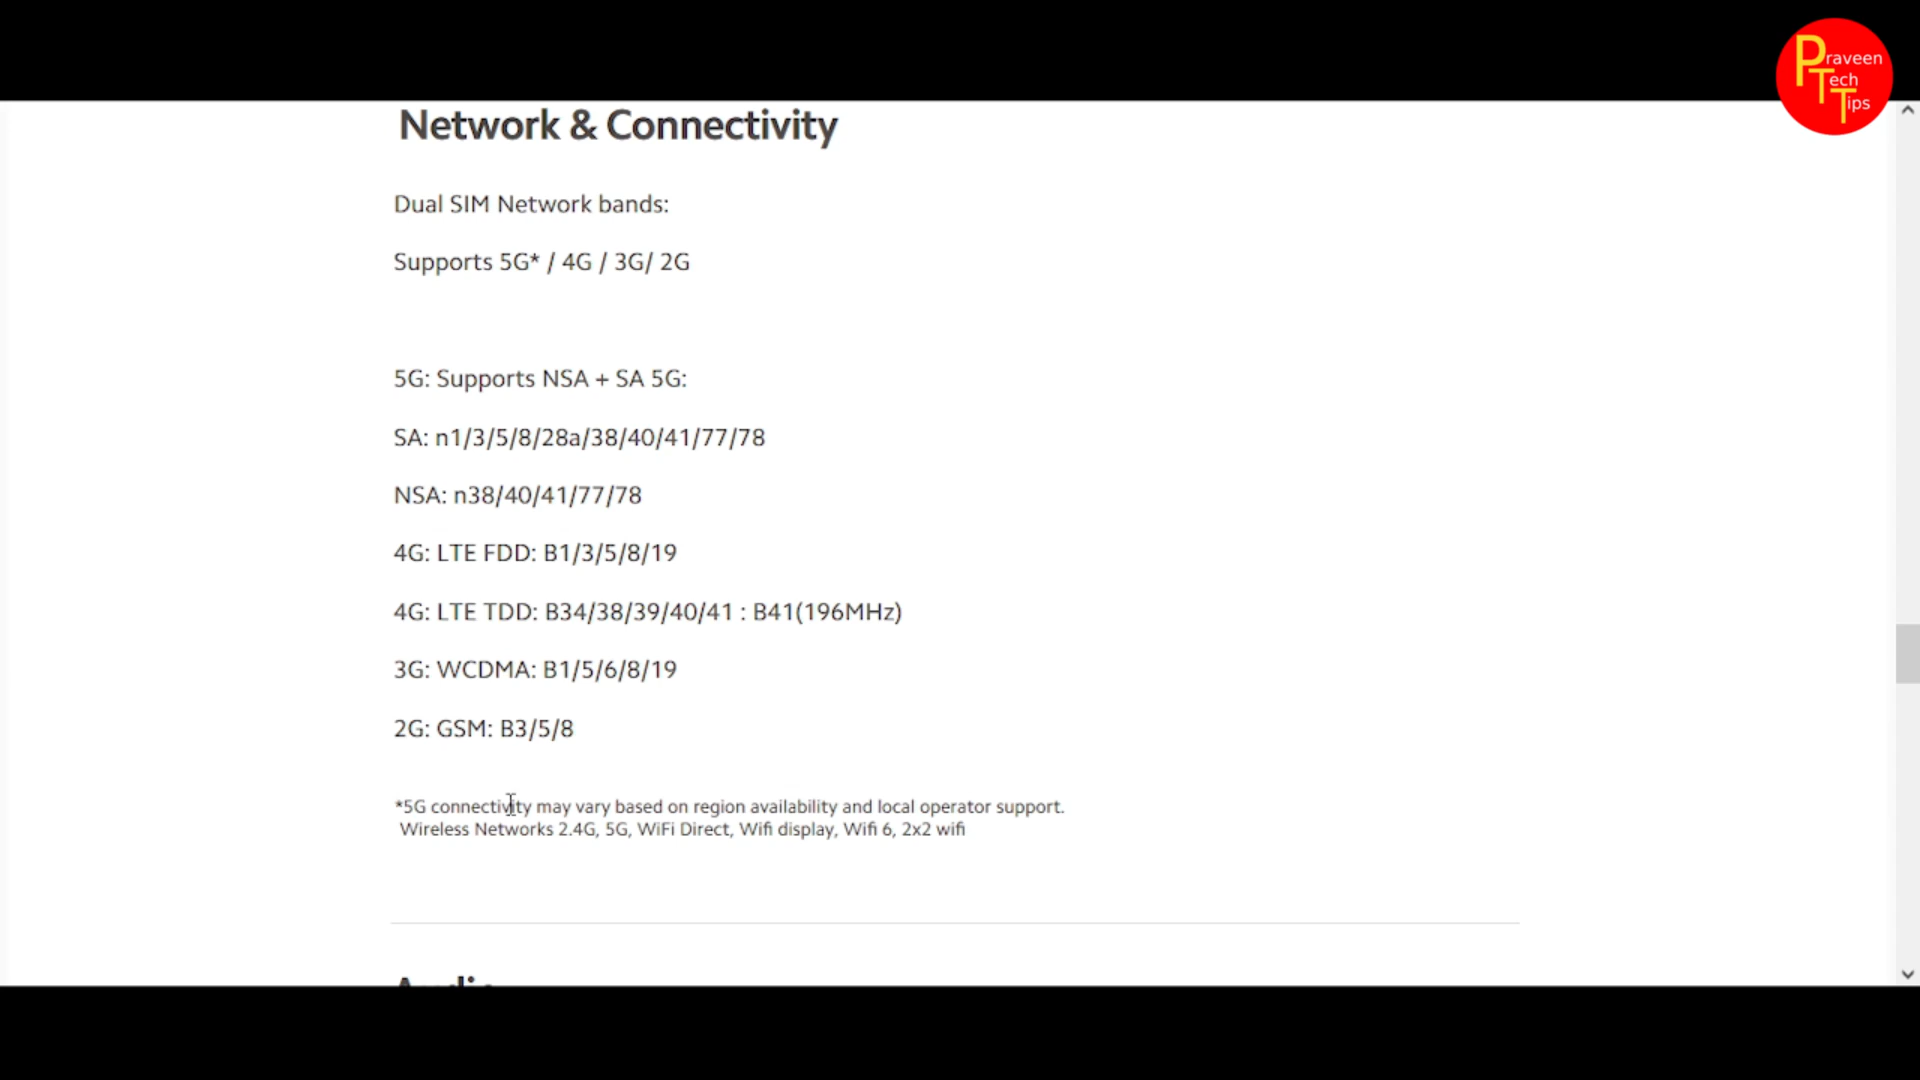 Praveen
Tech
Tips
Network & Connectivity
Dual SIM Network bands:
Supports 5G* / 4G / 3G/ 2G
5G: Supports NSA + SA 5G:
SA: n1/3/5/8/28a/38/40/41/77/78
NSA: n38/40/41/77/78
4G: LTE FDD: B1/3/5/8/19
4G: LTE TDD: B34/38/39/40/41 : B41(196MHz)
3G: WCDMA: B1/5/6/8/19
2G: GSM: B3/5/8
*5G connectivity may vary based on region availability and local operator support.
Wireless Networks 2.4G, 5G, WiFi Direct, Wifi display, Wifi 6, 2x2 wifi
Audio